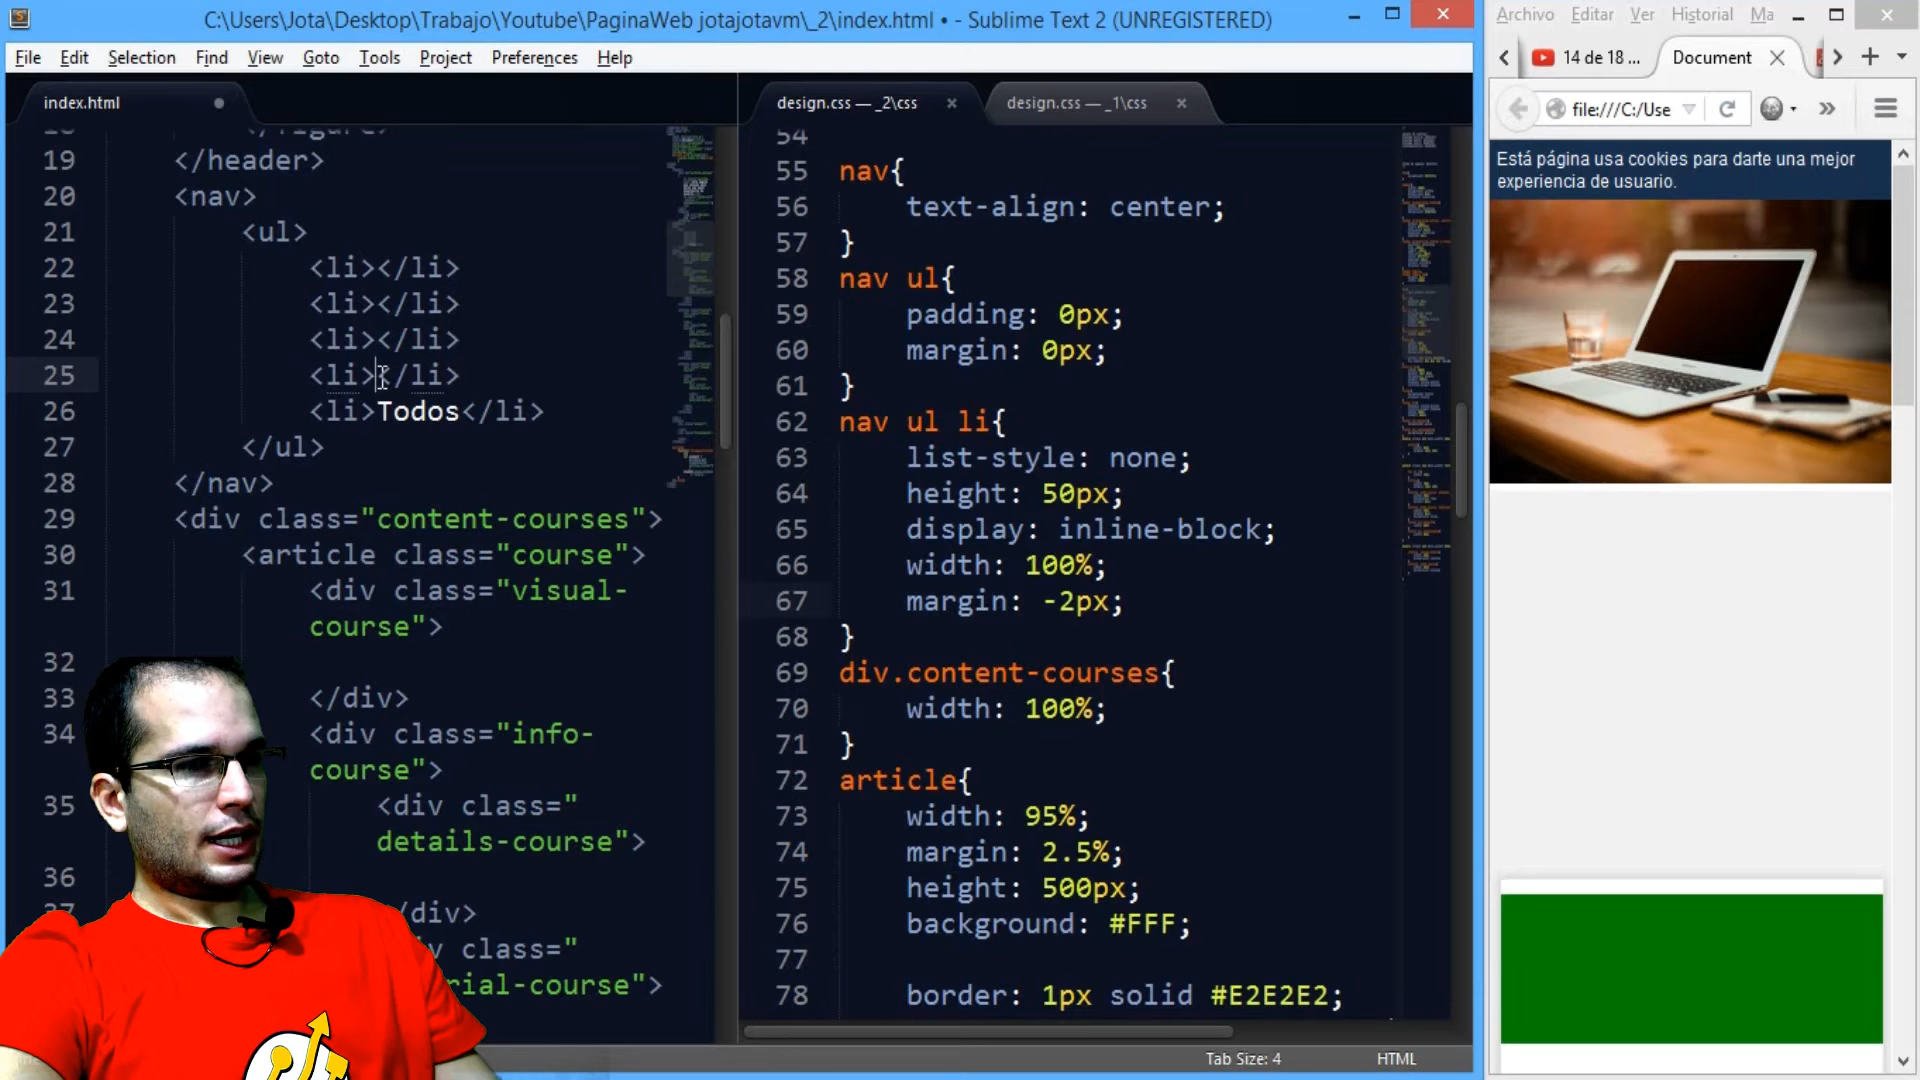 C:\Users\Jota\Desktop\Trabajo\Youtube\PaginaWeb jotajotavm\_2\index.html • - Sublime Text 2 (UNREGISTERED)
File Edit Selection Find View Goto Tools Project Preferences Help
index.html
19 </header>
20 <nav>
21 <ul>
22 <li></li>
23 <li></li>
24 <li></li>
25 <li></li>
26 <li>Todos</li>
27 </ul>
28 </nav>
29 <div class="content-courses">
30 <article class="course">
31 <div class="visual-
course">
32
33 </div>
34 <div class="info-
course">
35 <div class="
details-course">
36
/div>
class="
rial-course">
design.css — _2\css
design.css — _1\css
54
55 nav{
56 text-align: center;
57 }
58 nav ul{
59 padding: 0px;
60 margin: 0px;
61 }
62 nav ul li{
63 list-style: none;
64 height: 50px;
65 display: inline-block;
66 width: 100%;
67 margin: -2px;
68 }
69 div.content-courses{
70 width: 100%;
71 }
72 article{
73 width: 95%;
74 margin: 2.5%;
75 height: 500px;
76 background: #FFF;
77
78 border: 1px solid #E2E2E2;
Tab Size: 4 HTML
Archivo Editar Ver Historial Ma
14 de 18 ... Document
file:///C:/Use
Está página usa cookies para darte una mejor
experiencia de usuario.